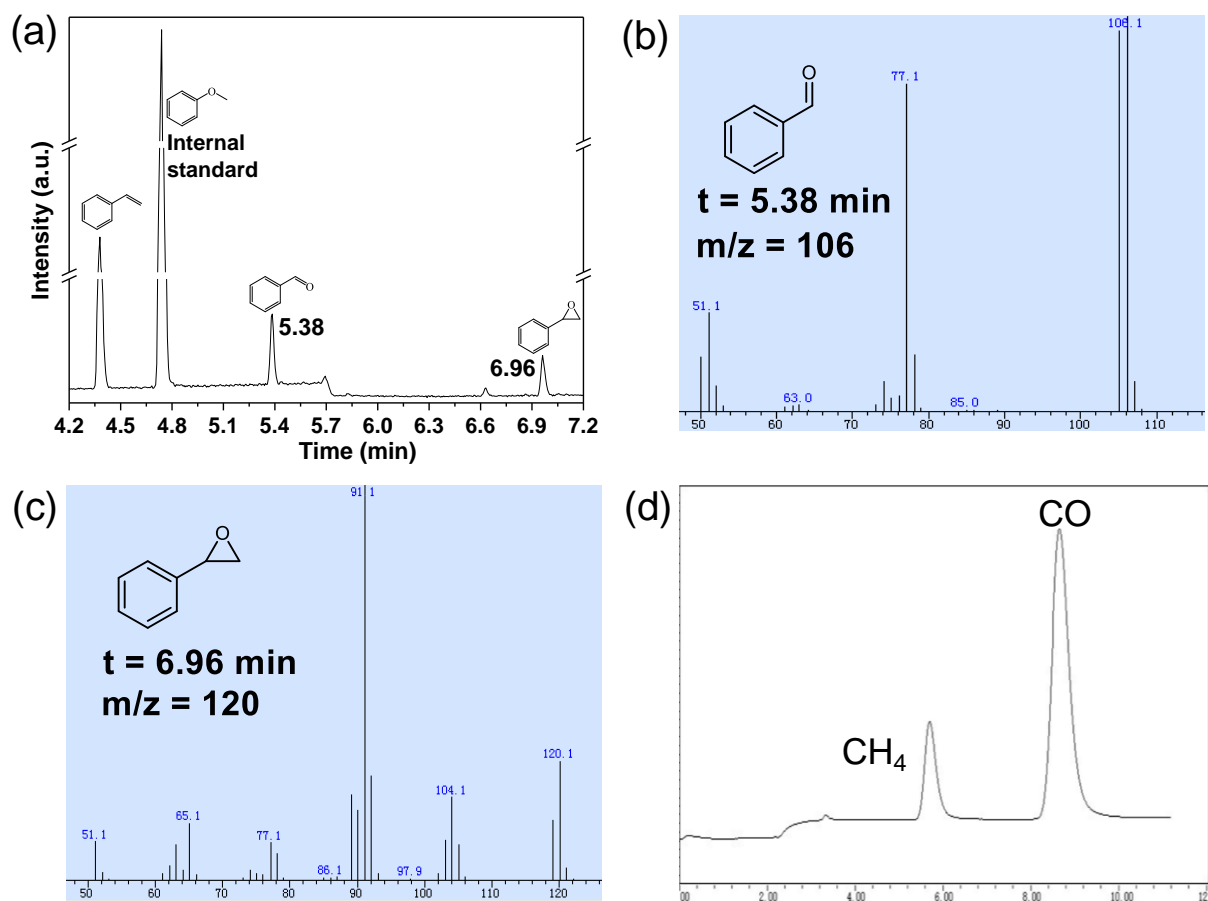 (a)
Intensity (a.u.)
O
Internal
standard
O
5.38
O
6.96
4.2 4.5 4.8 5.1 5.4 5.7 6.0 6.3 6.6 6.9 7.2
Time (min)
(b)
106.1
77.1
O
t = 5.38 min
m/z = 106
51.1
63.0
85.0
50 60 70 80 90 100 110
(c)
91.1
O
t = 6.96 min
m/z = 120
120.1
104.1
51.1
65.1
77.1
86.1
97.9
50 60 70 80 90 100 110 120
(d)
CO
CH4
.00 2.00 4.00 6.00 8.00 10.00 12